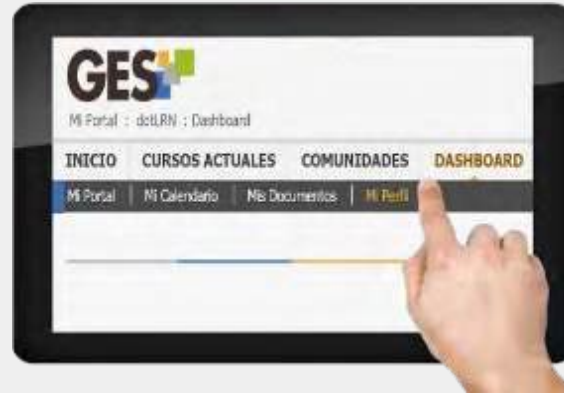 GES
Mi Portal : dotLRN : Dashboard
INICIO CURSOS ACTUALES COMUNIDADES DASHBOARD
Mi Portal | Mi Calendario | Mis Documentos | Mi Perfil